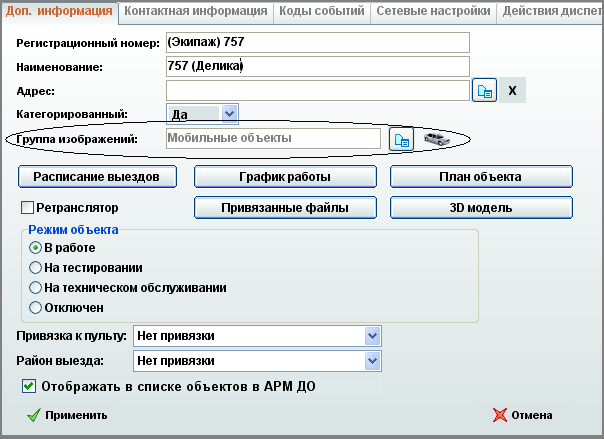 Доп. информация Контактная информация Коды событий Сетевые настройки Действия диспет
Регистрационный номер: (Экипаж) 757
Наименование: 757 (Делика)
Адрес: X
Категорированный: Да
Группа изображений: Мобильные объекты
Расписание выездов График работы План объекта
Ретранслятор Привязанные файлы 3D модель
Режим объекта
В работе
На тестировании
На техническом обслуживании
Отключен
Привязка к пульту: Нет привязки
Район выезда: Нет привязки
Отображать в списке объектов в АРМ ДО
Применить Отмена